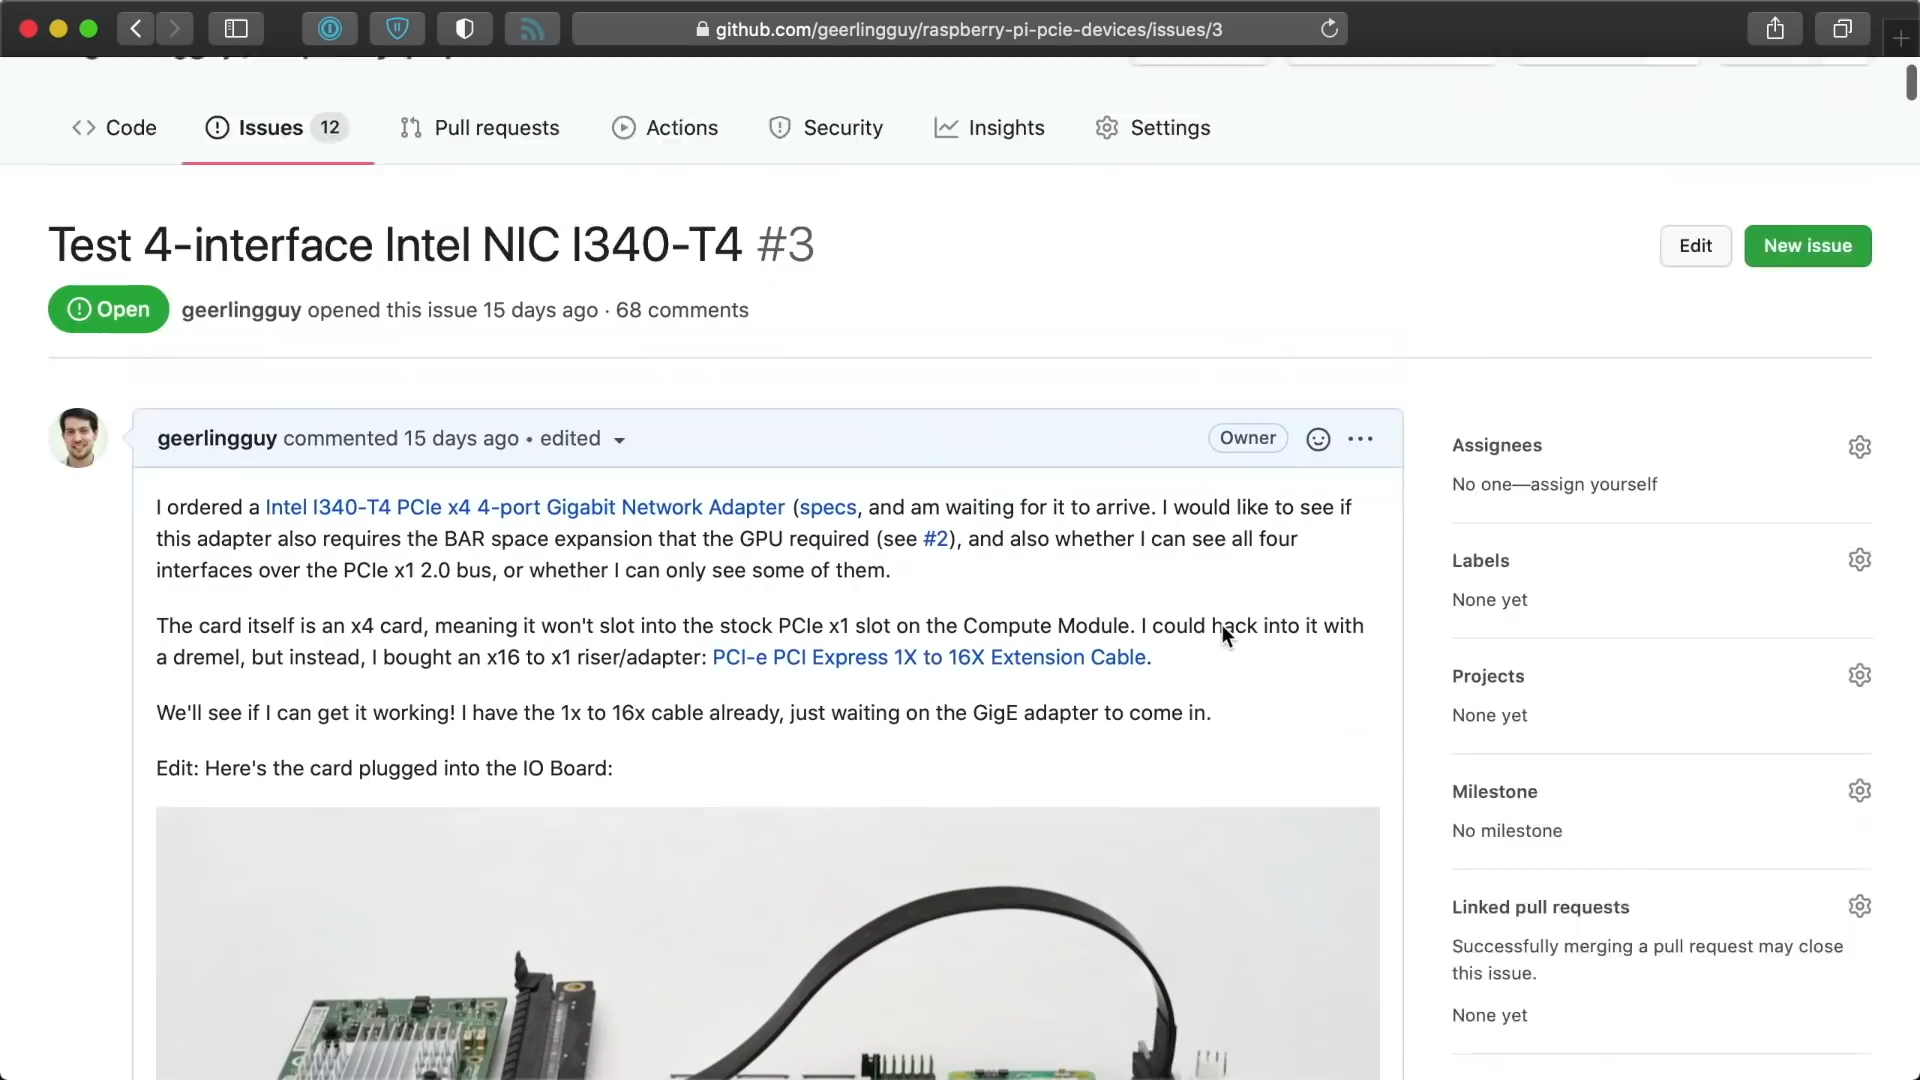 github.com/geerlingguy/raspberry-pi-pcie-devices/issues/3
Code Issues 12 Pull requests Actions Security Insights Settings
Test 4-interface Intel NIC I340-T4 #3
Edit New issue
Open geerlingguy opened this issue 15 days ago · 68 comments
geerlingguy commented 15 days ago • edited Owner
I ordered a Intel I340-T4 PCIe x4 4-port Gigabit Network Adapter (specs, and am waiting for it to arrive. I would like to see if
this adapter also requires the BAR space expansion that the GPU required (see #2), and also whether I can see all four
interfaces over the PCIe x1 2.0 bus, or whether I can only see some of them.
The card itself is an x4 card, meaning it won't slot into the stock PCIe x1 slot on the Compute Module. I could hack into it with
a dremel, but instead, I bought an x16 to x1 riser/adapter: PCI-e PCI Express 1X to 16X Extension Cable.
We'll see if I can get it working! I have the 1x to 16x cable already, just waiting on the GigE adapter to come in.
Edit: Here's the card plugged into the IO Board:
Assignees
No one—assign yourself
Labels
None yet
Projects
None yet
Milestone
No milestone
Linked pull requests
Successfully merging a pull request may close
this issue.
None yet